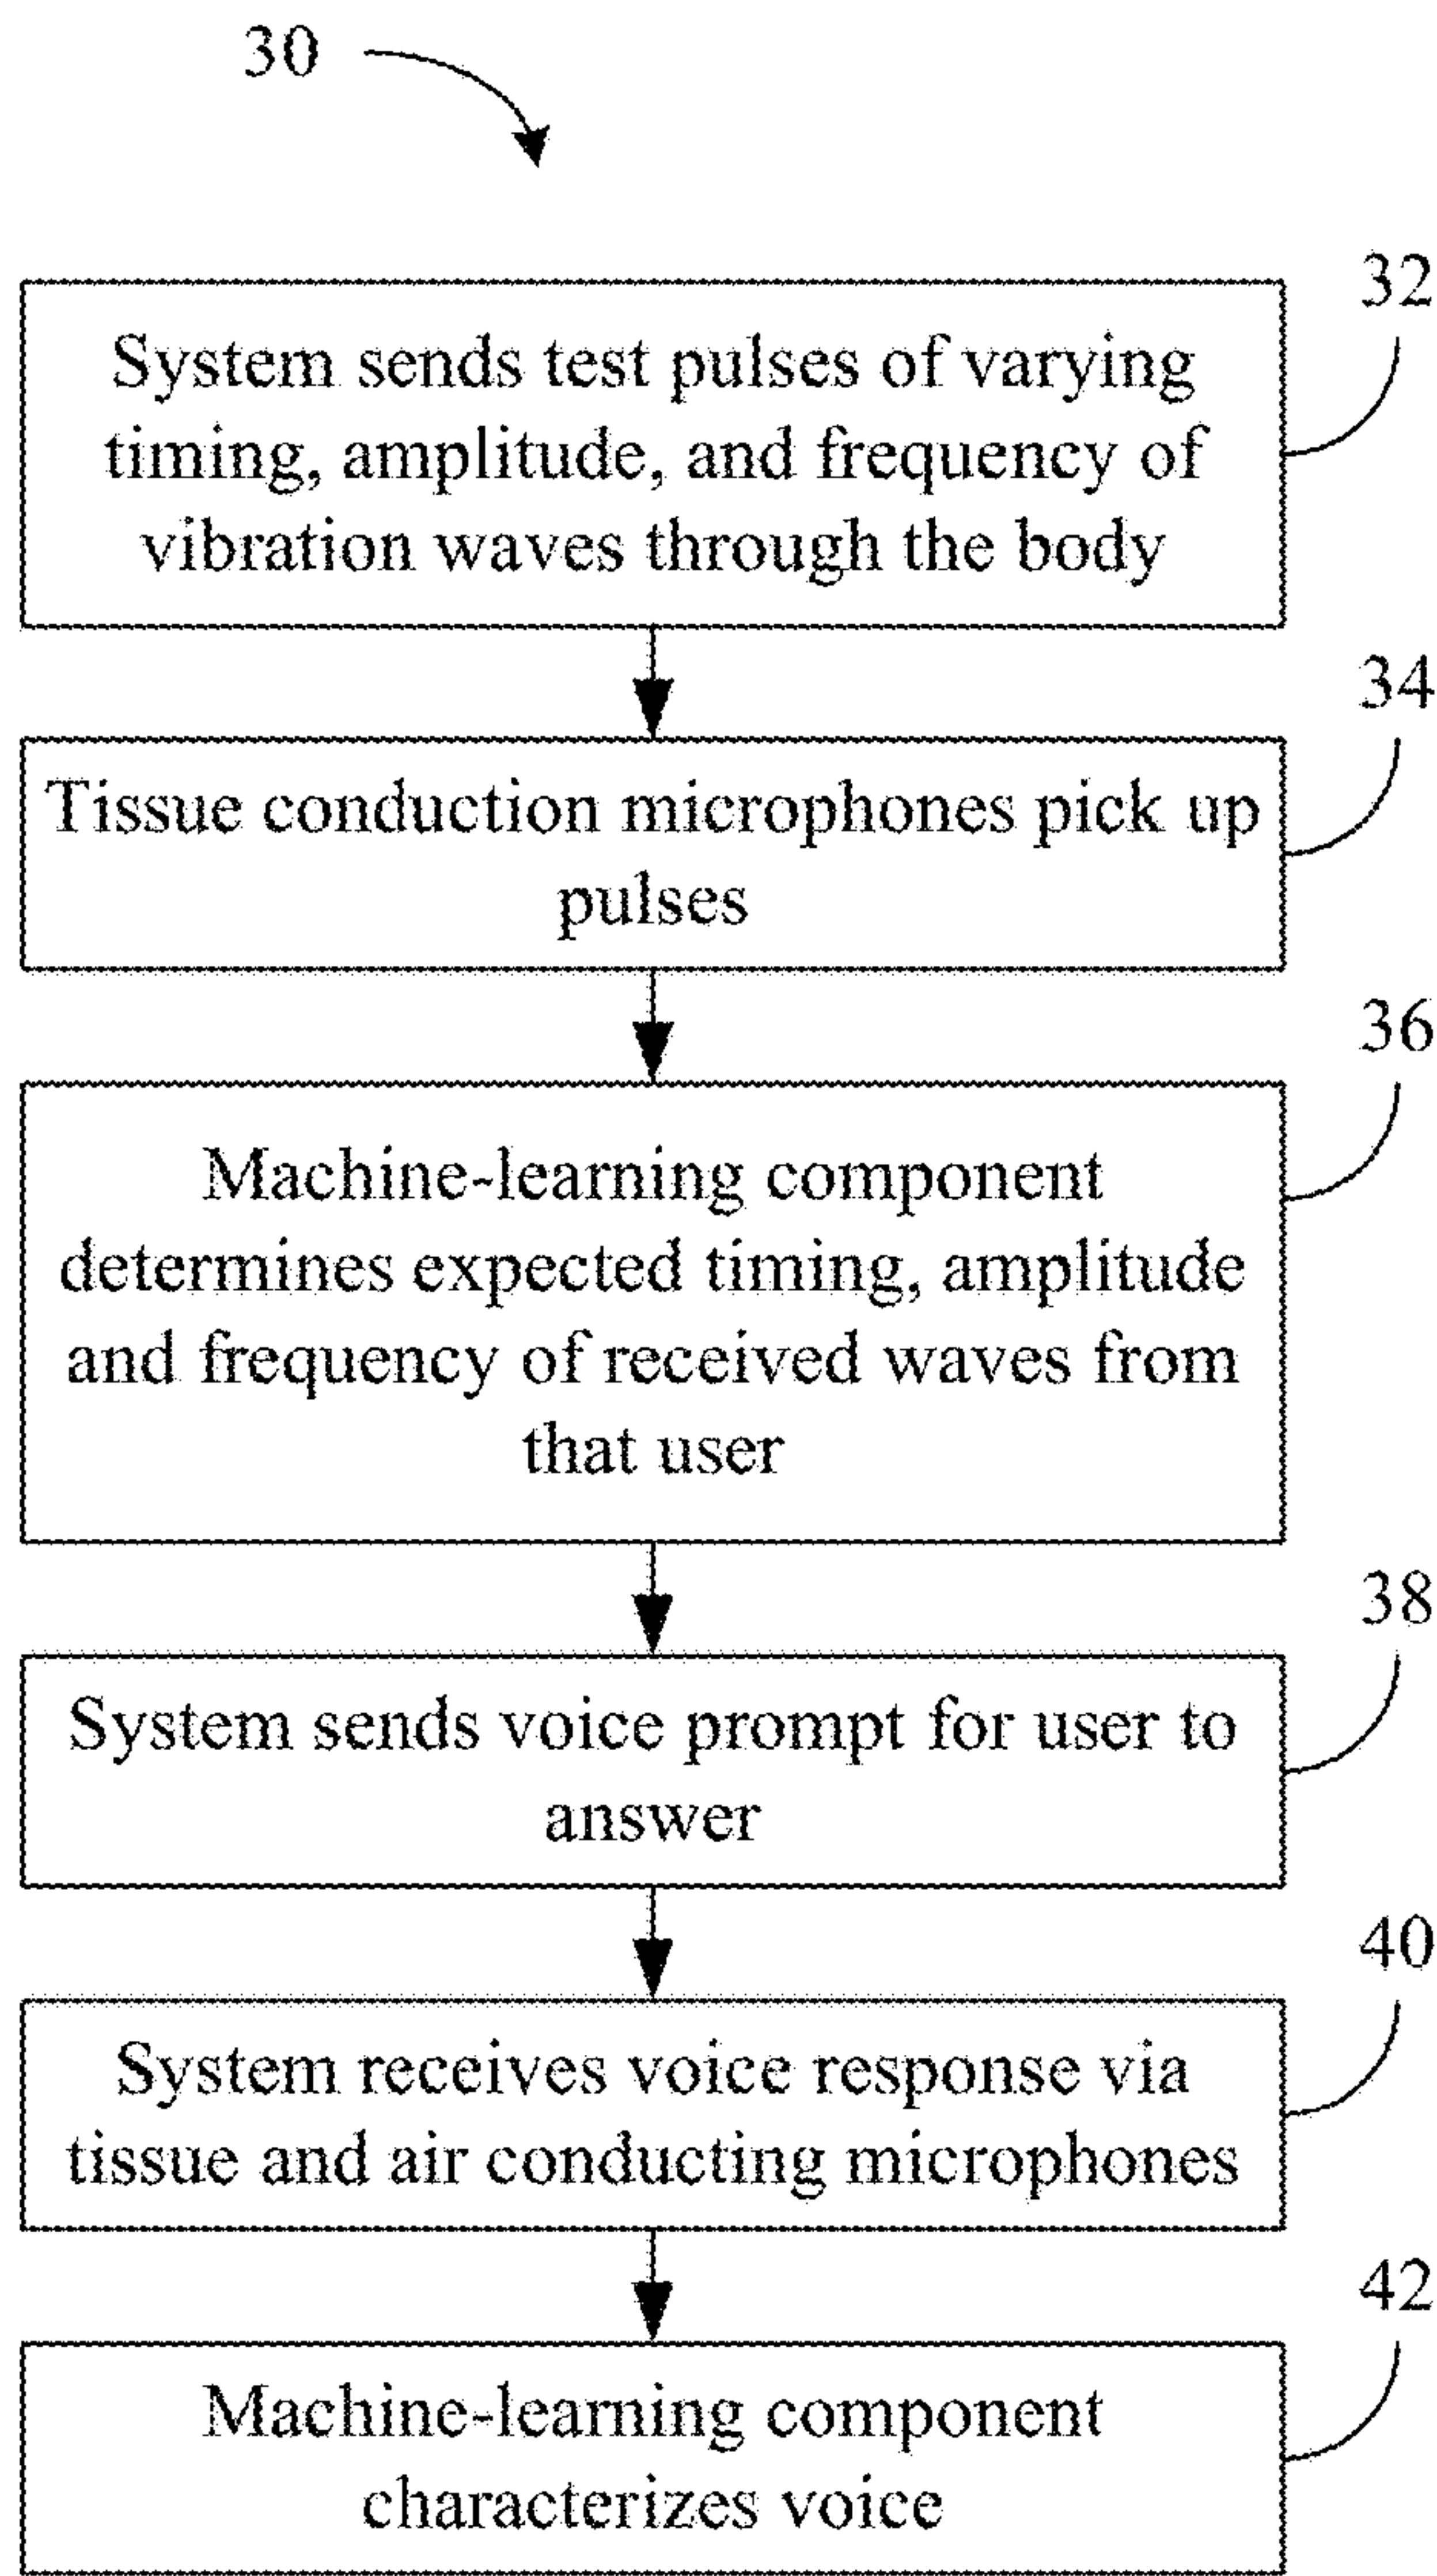 30
32
System sends test pulses of varying
timing, amplitude, and frequency of
vibration waves through the body
34
Tissue conduction microphones pick up
pulses
36
Machine-learning component
determines expected timing, amplitude
and frequency of received waves from
that user
38
System sends voice prompt for user to
answer
40
System receives voice response via
tissue and air conducting microphones
42
Machine-learning component
characterizes voice